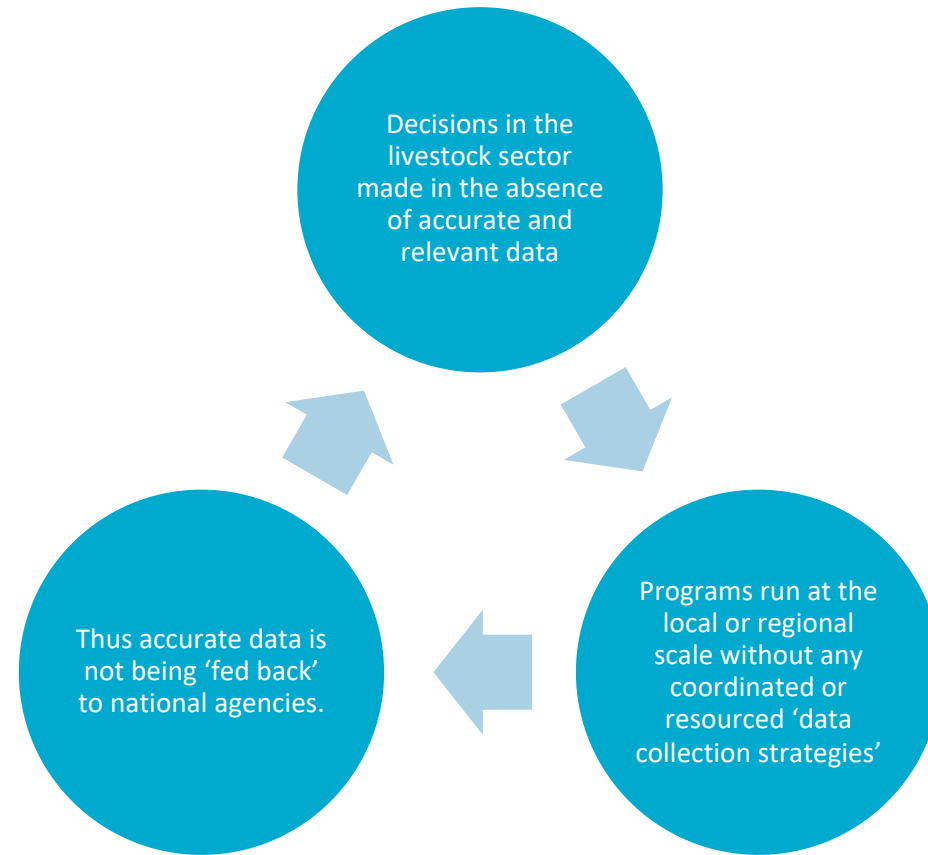 Decisions in the
livestock sector
made in the absence
of accurate and
relevant data
Programs run at the
local or regional
scale without any
coordinated or
resourced ‘data
collection strategies’
Thus accurate data is
not being ‘fed back’
to national agencies.